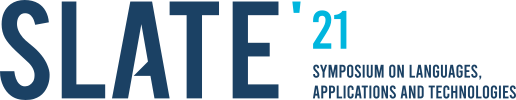 SLATE '21
SYMPOSIUM ON LANGUAGES,
APPLICATIONS AND TECHNOLOGIES